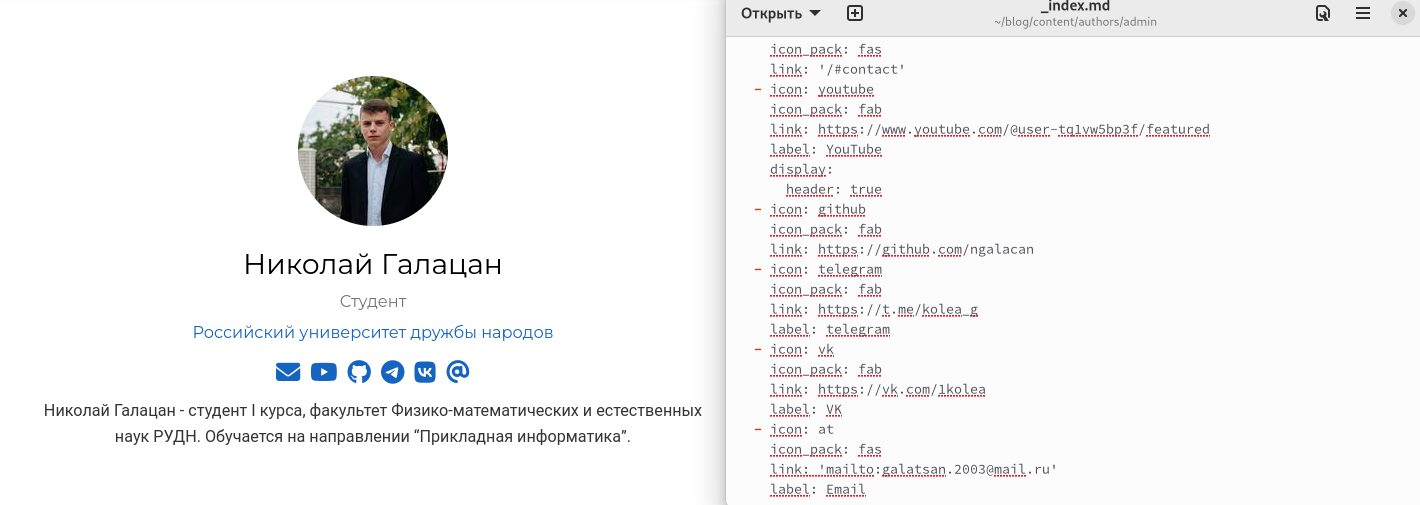 Николай Галацан
Студент
Российский университет дружбы народов
Николай Галацан - студент I курса, факультет Физико-математических и естественных
наук РУДН. Обучается на направлении “Прикладная информатика”.
Открыть
_index.md
~/blog/content/authors/admin
icon_pack: fas
link: '/#contact'
- icon: youtube
icon_pack: fab
link: https://www.youtube.com/@user-tq1vw5bp3f/featured
label: YouTube
display:
header: true
- icon: github
icon_pack: fab
link: https://github.com/ngalacan
- icon: telegram
icon_pack: fab
link: https://t.me/kolea_g
label: telegram
- icon: vk
icon_pack: fab
link: https://vk.com/1kolea
label: VK
- icon: at
icon_pack: fas
link: 'mailto:galatsan.2003@mail.ru'
label: Email